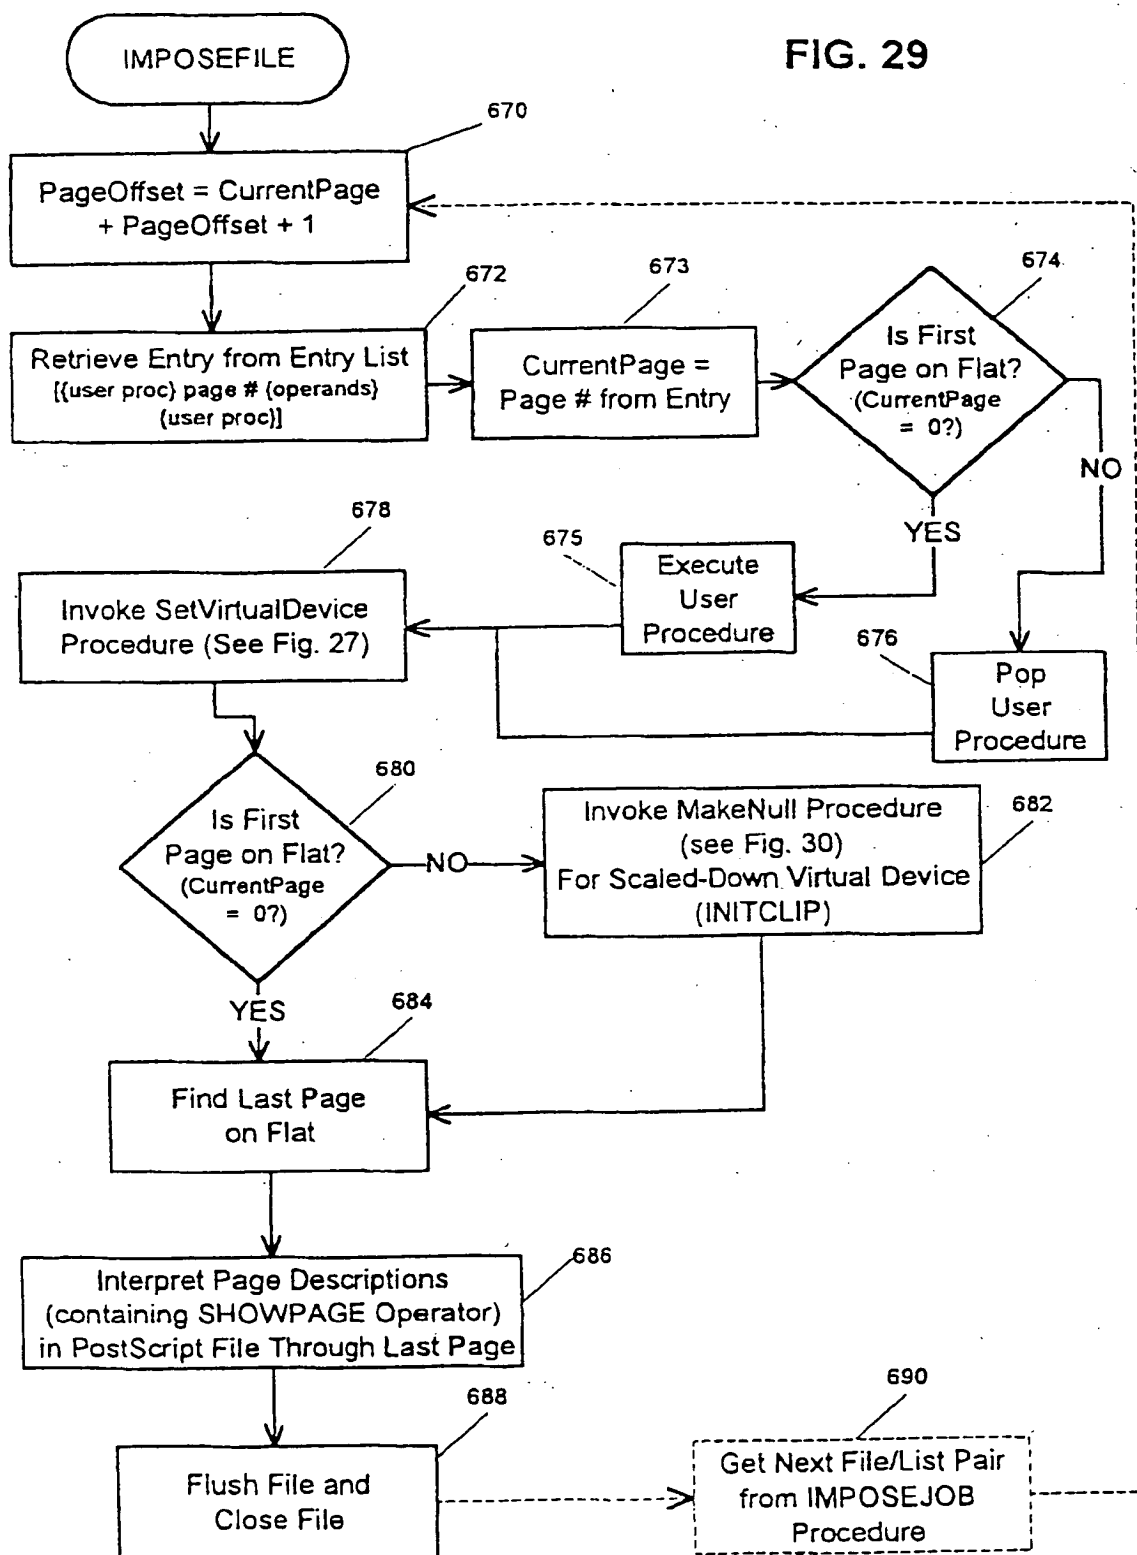 IMPOSEFILE
FIG. 29
670
PageOffset = CurrentPage
+ PageOffset + 1
672
Retrieve Entry from Entry List
[{user proc} page # {operands}
{user proc}]
673
CurrentPage =
Page # from Entry
674
Is First
Page on Flat?
(CurrentPage
= 0?)
NO
YES
675
Execute
User
Procedure
676
Pop
User
Procedure
678
Invoke SetVirtualDevice
Procedure (See Fig. 27)
680
Is First
Page on Flat?
(CurrentPage
= 0?)
NO
682
Invoke MakeNull Procedure
(see Fig. 30)
For Scaled-Down Virtual Device
(INITCLIP)
YES
684
Find Last Page
on Flat
686
Interpret Page Descriptions
(containing SHOWPAGE Operator)
in PostScript File Through Last Page
688
Flush File and
Close File
690
Get Next File/List Pair
from IMPOSEJOB
Procedure